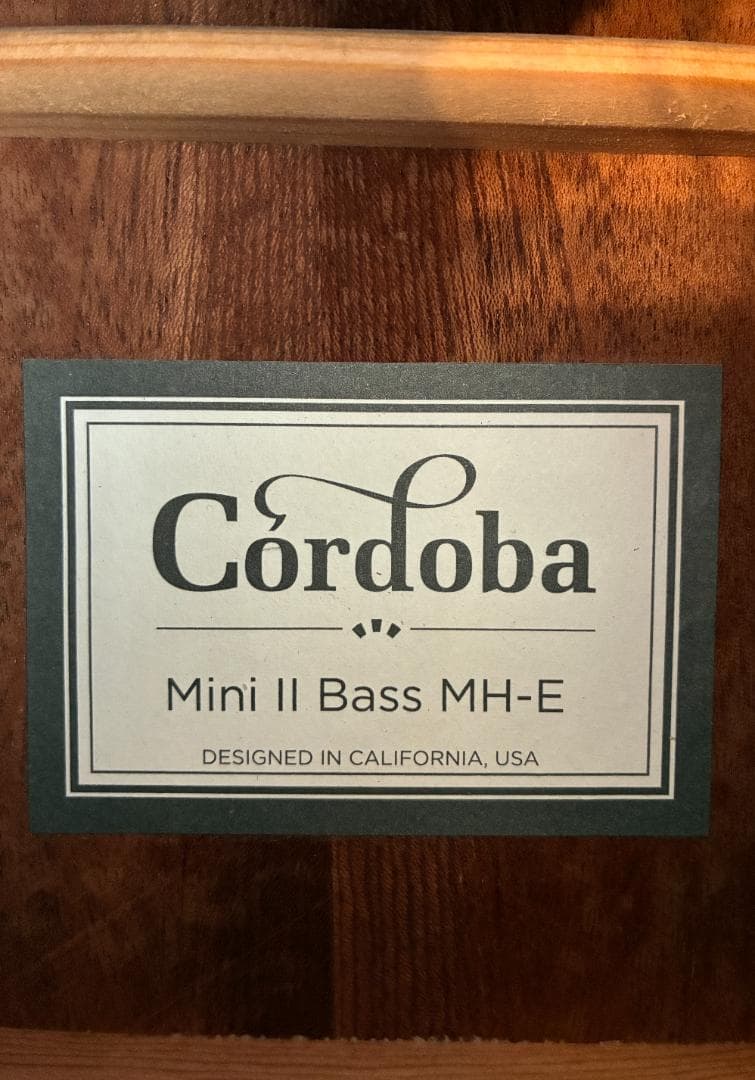 Córdoba
Mini II Bass MH-E
DESIGNED IN CALIFORNIA, USA